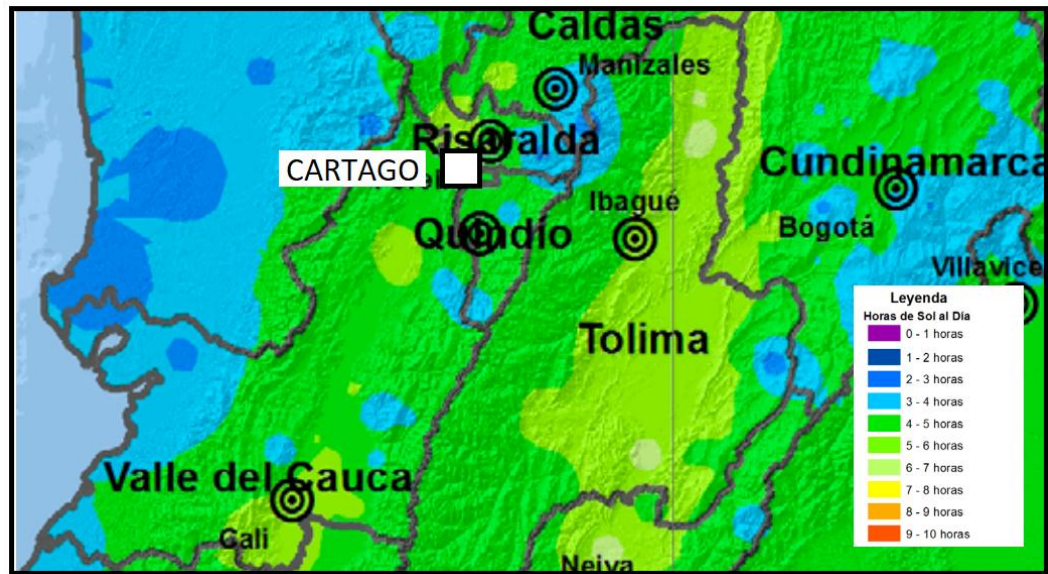 Caldas
Manizales
Risaralda
CARTAGO
Cundinamarca
Ibagué
Quindío
Bogotá
Villavice
Leyenda
Horas de Sol al Día
0 - 1 horas
1 - 2 horas
2 - 3 horas
3 - 4 horas
4 - 5 horas
5 - 6 horas
6 - 7 horas
7 - 8 horas
8 - 9 horas
9 - 10 horas
Tolima
Valle del Cauca
Cali
Neiva